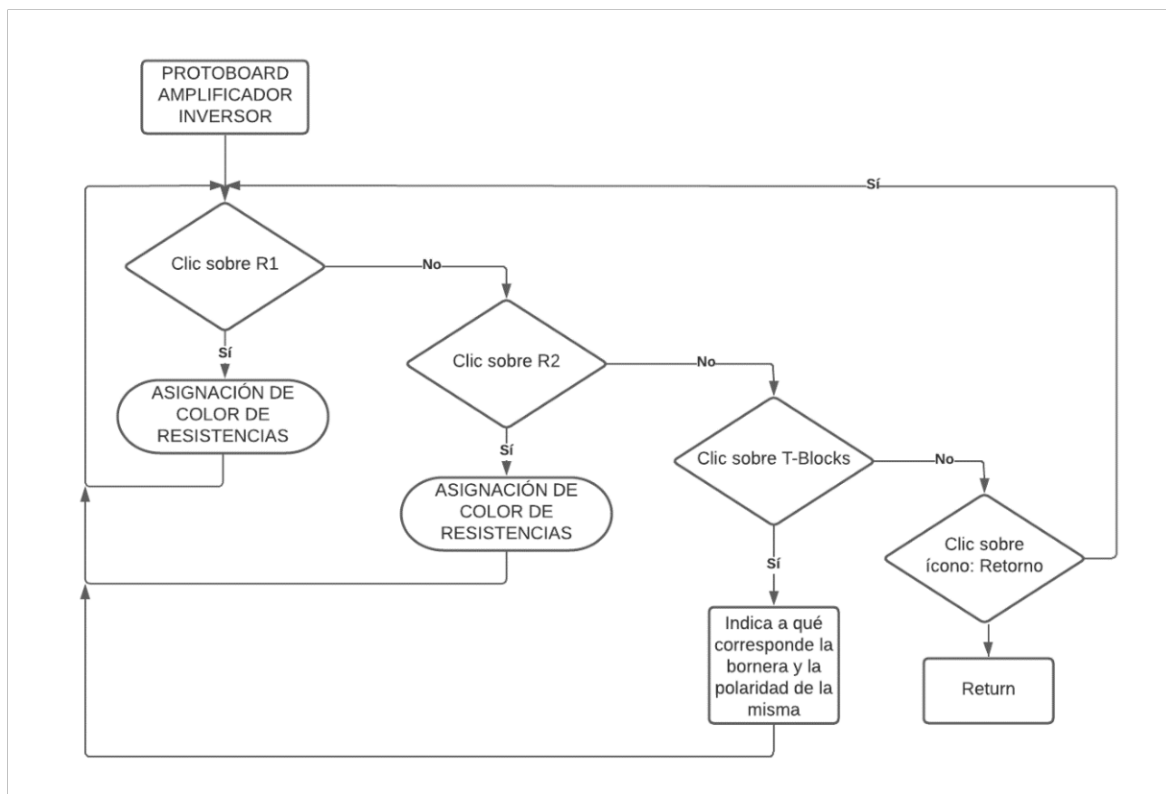 PROTOBOARD
AMPLIFICADOR
INVERSOR
Sí
Clic sobre R1
No
Sí
Clic sobre R2
No
ASIGNACIÓN DE
COLOR DE
RESISTENCIAS
Sí
Clic sobre T-Blocks
No
ASIGNACIÓN DE
COLOR DE
RESISTENCIAS
Sí
Clic sobre
ícono: Retorno
Indica a qué
corresponde la
bornera y la
polaridad de la
misma
Return